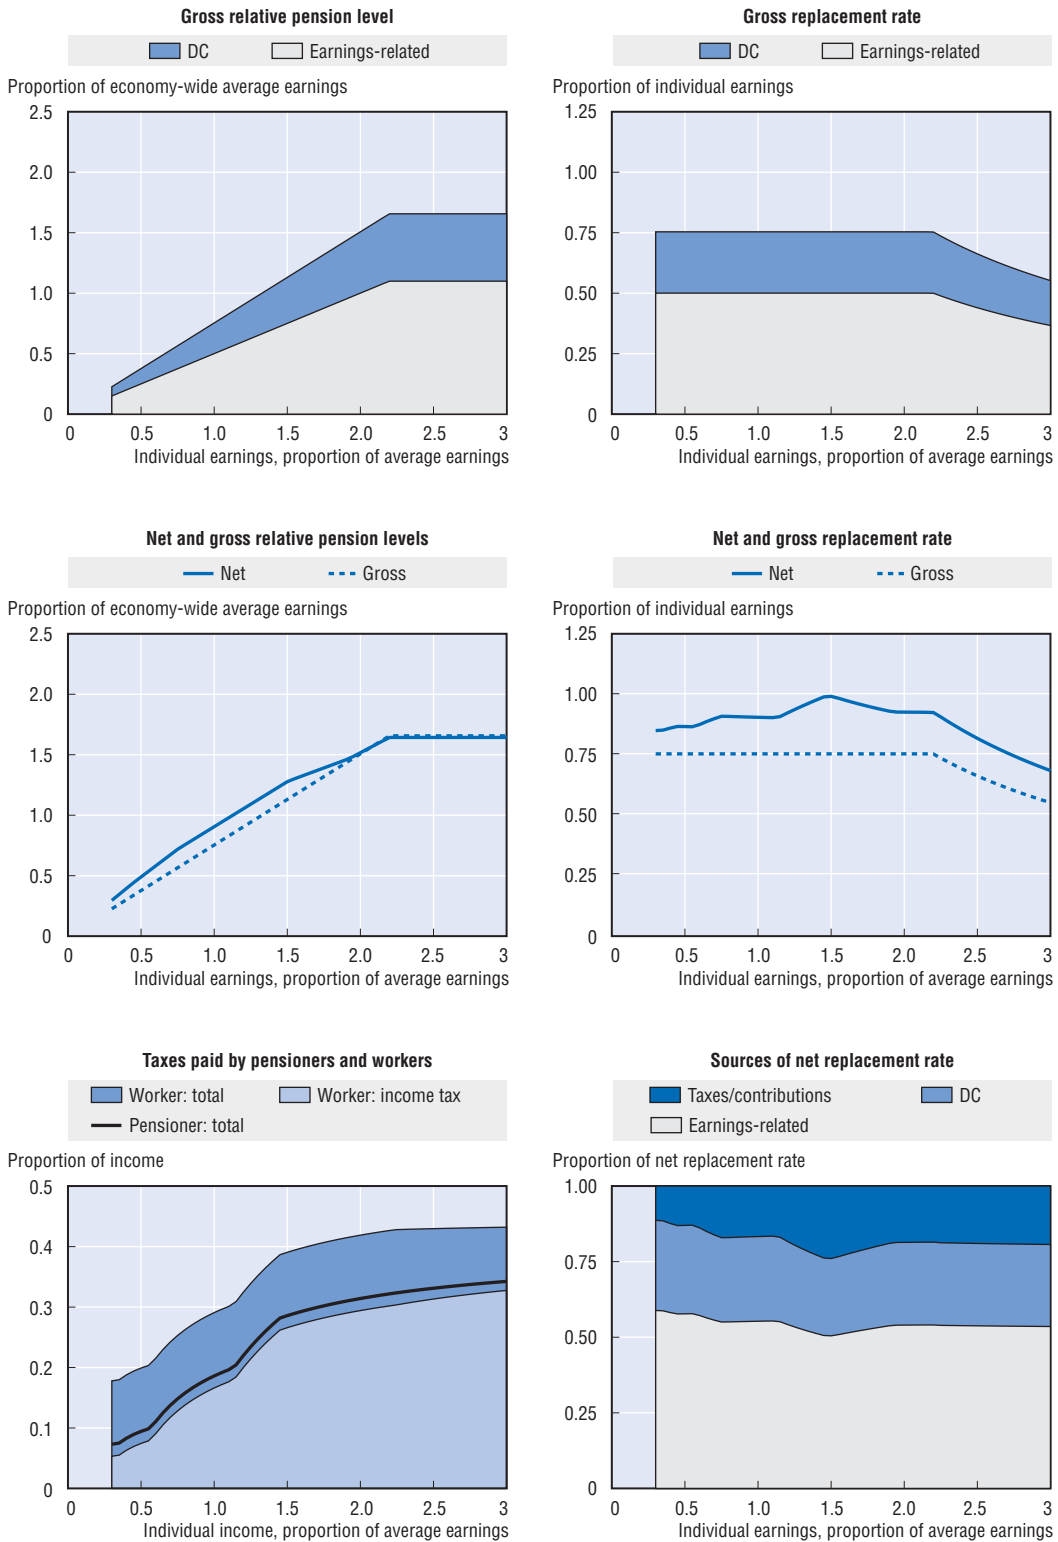 Gross relative pension level
DC Earnings-related
Proportion of economy-wide average earnings
2.5
2.0
1.5
1.0
0.5
0
0 0.5 1.0 1.5 2.0 2.5 3
Individual earnings, proportion of average earnings
Gross replacement rate
DC Earnings-related
Proportion of individual earnings
1.25
1.00
0.75
0.50
0.25
0
0 0.5 1.0 1.5 2.0 2.5 3
Individual earnings, proportion of average earnings
Net and gross relative pension levels
Net Gross
Proportion of economy-wide average earnings
2.5
2.0
1.5
1.0
0.5
0
0 0.5 1.0 1.5 2.0 2.5 3
Individual earnings, proportion of average earnings
Net and gross replacement rate
Net Gross
Proportion of individual earnings
1.25
1.00
0.75
0.50
0.25
0
0 0.5 1.0 1.5 2.0 2.5 3
Individual earnings, proportion of average earnings
Taxes paid by pensioners and workers
Worker: total Worker: income tax
Pensioner: total
Proportion of income
0.5
0.4
0.3
0.2
0.1
0
0 0.5 1.0 1.5 2.0 2.5 3
Individual income, proportion of average earnings
Sources of net replacement rate
Taxes/contributions DC
Earnings-related
Proportion of net replacement rate
1.00
0.75
0.50
0.25
0
0 0.5 1.0 1.5 2.0 2.5 3
Individual earnings, proportion of average earnings